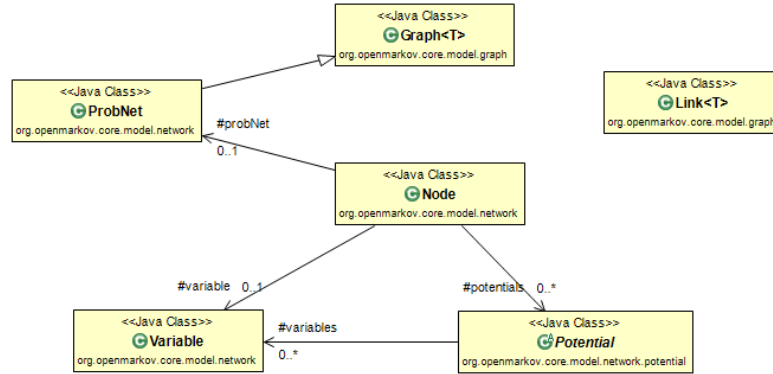 <<Java Class>>
Graph<T>
org.openmarkov.core.model.graph
<<Java Class>>
ProbNet
org.openmarkov.core.model.network
<<Java Class>>
Link<T>
org.openmarkov.core.model.graph
#probNet
0..1
<<Java Class>>
Node
org.openmarkov.core.model.network
#variable
0..1
#potentials
0..*
<<Java Class>>
Variable
org.openmarkov.core.model.network
#variables
0..*
<<Java Class>>
Potential
org.openmarkov.core.model.network.potential